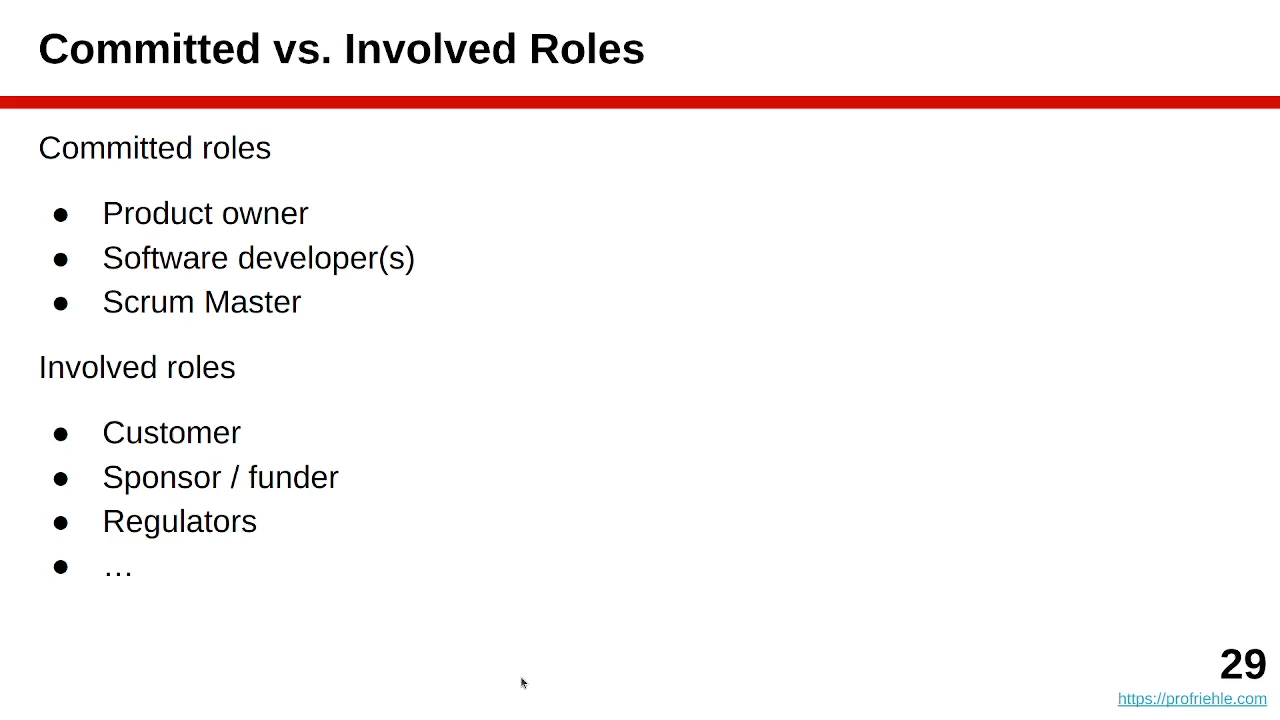 Committed vs. Involved Roles
Committed roles
● Product owner
● Software developer(s)
● Scrum Master
Involved roles
● Customer
● Sponsor / funder
● Regulators
● …
29
https://profriehle.com